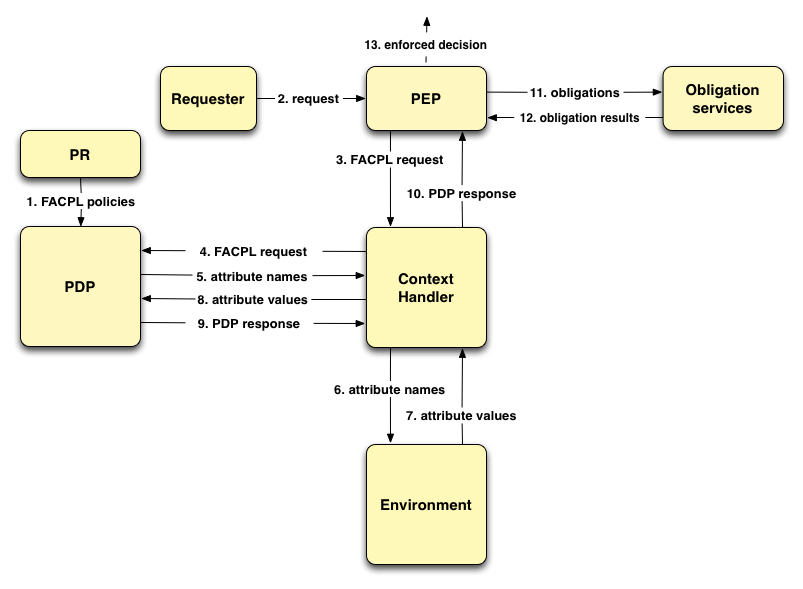 13. enforced decision
Requester
2. request
PEP
11. obligations
12. obligation results
Obligation
services
PR
3. FACPL request
10. PDP response
1. FACPL policies
PDP
4. FACPL request
5. attribute names
8. attribute values
9. PDP response
Context
Handler
6. attribute names
7. attribute values
Environment